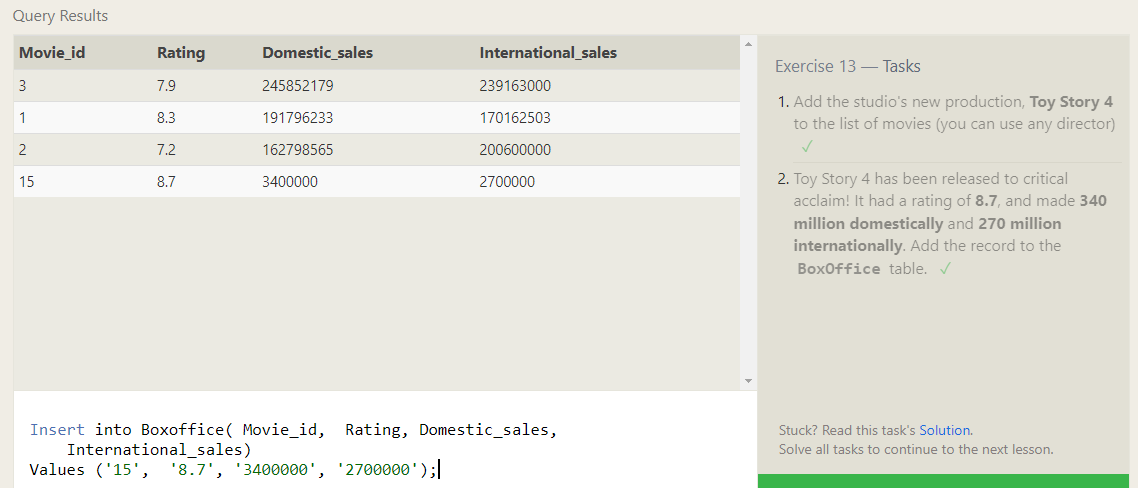 Query Results
Movie_id Rating Domestic_sales International_sales
3 7.9 245852179 239163000
1 8.3 191796233 170162503
2 7.2 162798565 200600000
15 8.7 3400000 2700000
Insert into Boxoffice( Movie_id,  Rating, Domestic_sales,
International_sales)
Values ('15',  '8.7', '3400000', '2700000');
Exercise 13 — Tasks
1. Add the studio's new production, Toy Story 4
to the list of movies (you can use any director)
✓
2. Toy Story 4 has been released to critical
acclaim! It had a rating of 8.7, and made 340
million domestically and 270 million
internationally. Add the record to the
BoxOffice table. ✓
Stuck? Read this task's Solution.
Solve all tasks to continue to the next lesson.